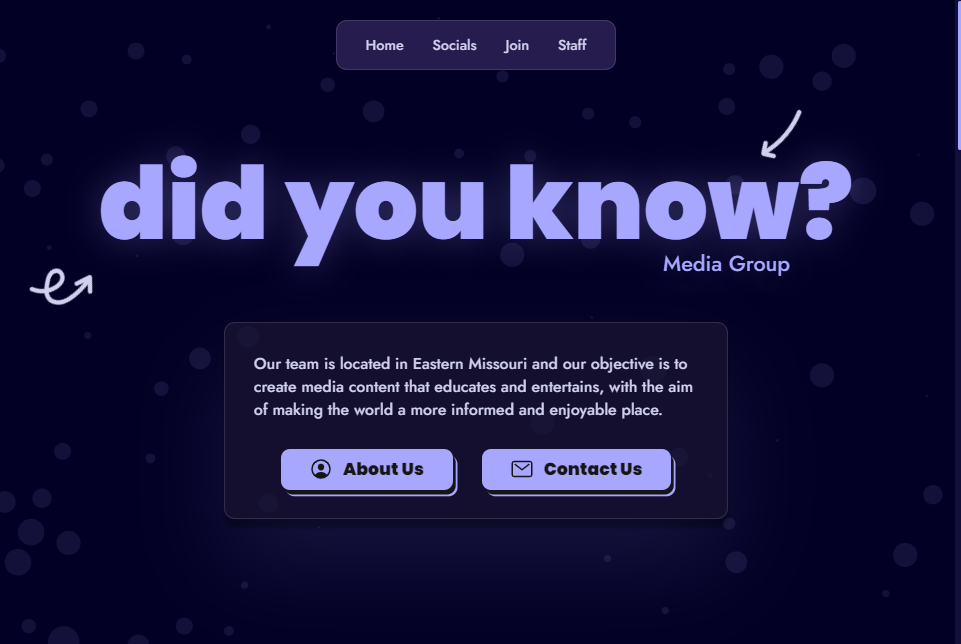 Home Socials Join Staff
did you know?
Media Group
Our team is located in Eastern Missouri and our objective is to
create media content that educates and entertains, with the aim
of making the world a more informed and enjoyable place.
About Us Contact Us